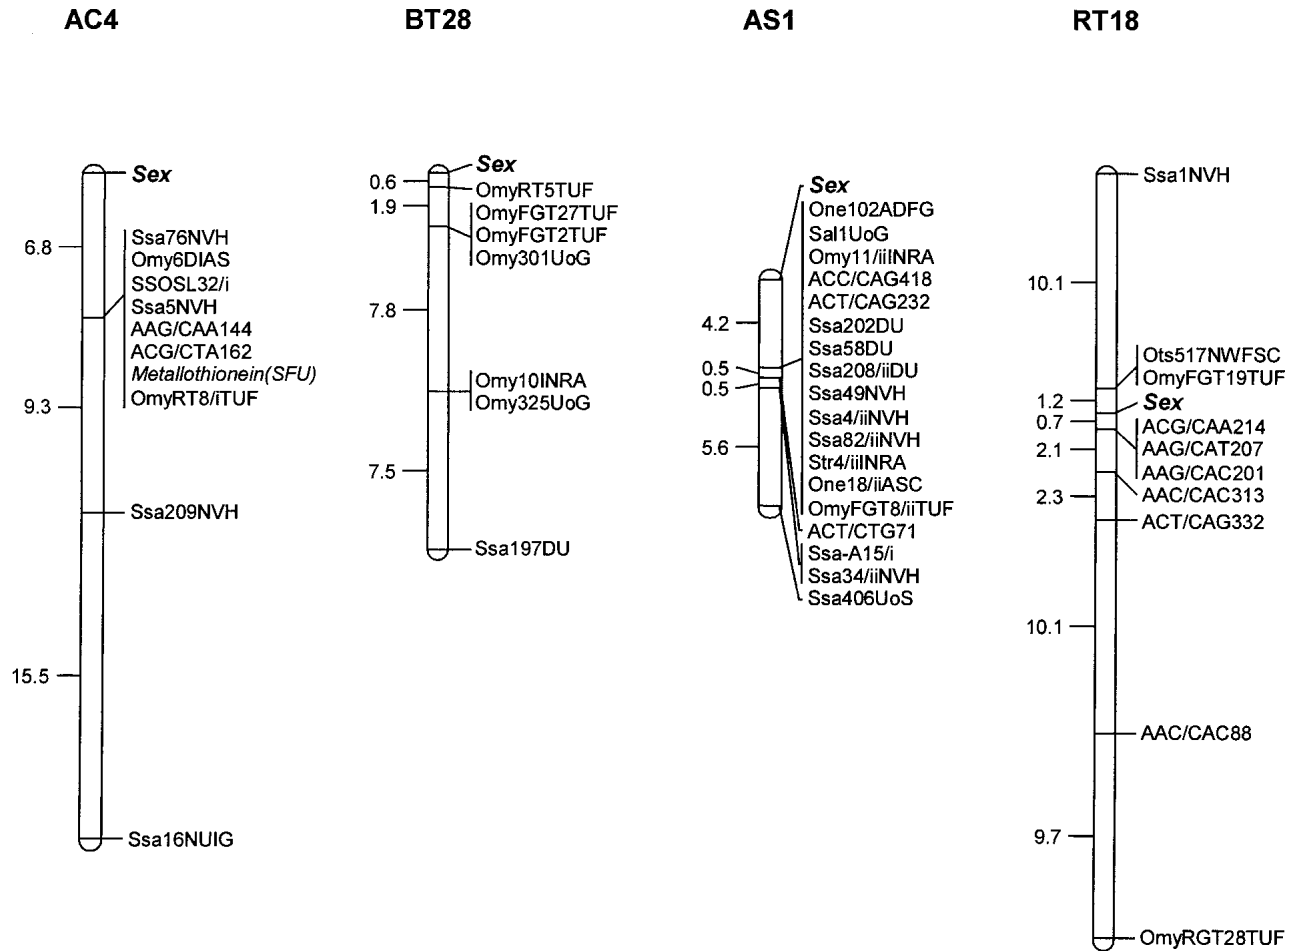 AC4
Sex
6.8
Ssa76NVH
Omy6DIAS
SSOSL32/i
Ssa5NVH
AAG/CAA144
ACG/CTA162
Metallothionein(SFU)
OmyRT8/iTUF
9.3
Ssa209NVH
15.5
Ssa16NUIG
BT28
Sex
0.6
OmyRT5TUF
1.9
OmyFGT27TUF
OmyFGT2TUF
Omy301UoG
7.8
Omy10INRA
Omy325UoG
7.5
Ssa197DU
AS1
Sex
One102ADFG
Sal1UoG
Omy11/iiINRA
ACC/CAG418
ACT/CAG232
4.2
Ssa202DU
Ssa58DU
0.5
Ssa208/iiDU
0.5
Ssa49NVH
Ssa4/iiNVH
5.6
Ssa82/iiNVH
Str4/iiINRA
One18/iiASC
OmyFGT8/iiTUF
ACT/CTG71
Ssa-A15/i
Ssa34/iiNVH
Ssa406UoS
RT18
Ssa1NVH
10.1
Ots517NWFSC
OmyFGT19TUF
1.2
Sex
0.7
ACG/CAA214
2.1
AAG/CAT207
AAG/CAC201
2.3
AAC/CAC313
ACT/CAG332
10.1
AAC/CAC88
9.7
OmyRGT28TUF